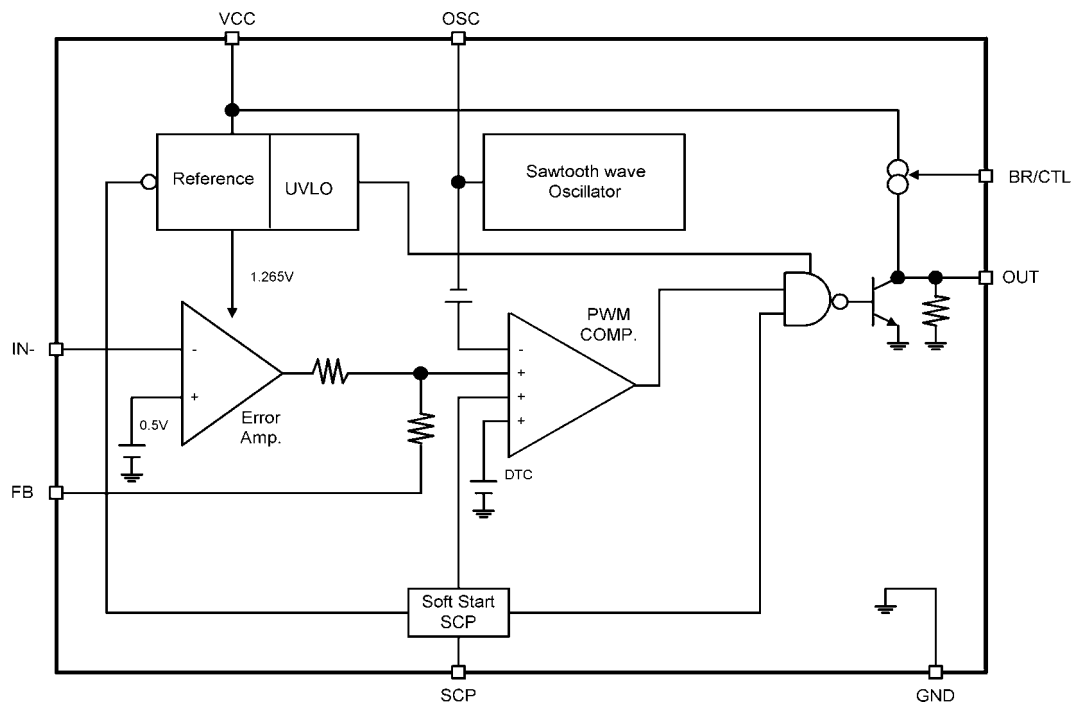 VCC
OSC
Reference
UVLO
Sawtooth wave
Oscillator
BR/CTL
1.265V
OUT
PWM
COMP.
IN-
-
+
0.5V
Error
Amp.
-
+
+
+
FB
DTC
Soft Start
SCP
SCP
GND